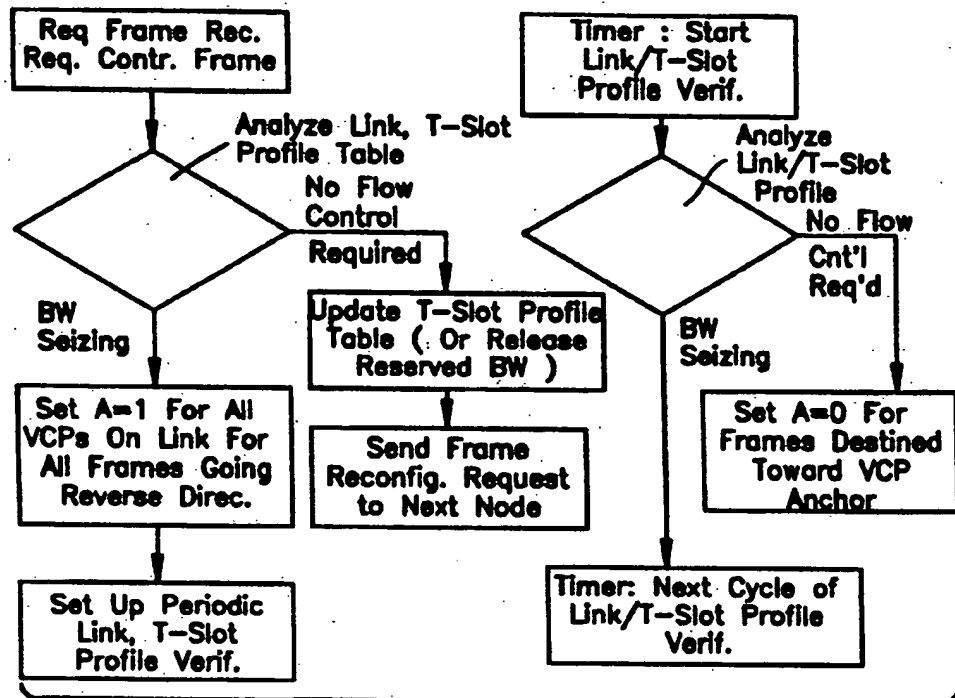 Req Frame Rec.
Req. Contr. Frame
Analyze Link, T-Slot
Profile Table
No Flow
Control
Required
BW
Seizing
Update T-Slot Profile
Table ( Or Release
Reserved BW )
Set A=1 For All
VCPs On Link For
All Frames Going
Reverse Direc.
Send Frame
Reconfig. Request
to Next Node
Set Up Periodic
Link, T-Slot
Profile Verif.
Timer : Start
Link/T-Slot
Profile Verif.
Analyze
Link/T-Slot
Profile
No Flow
Cnt'l
Req'd
BW
Seizing
Set A=0 For
Frames Destined
Toward VCP
Anchor
Timer: Next Cycle of
Link/T-Slot Profile
Verif.